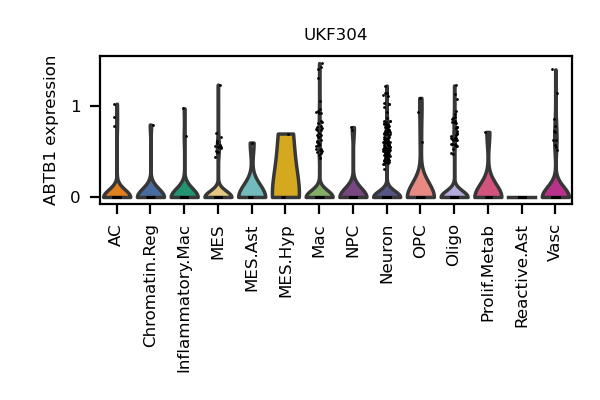 UKF304
ABTB1 expression
1
0
AC
Chromatin.Reg
Inflammatory.Mac
MES
MES.Ast
MES.Hyp
Mac
NPC
Neuron
OPC
Oligo
Prolif.Metab
Reactive.Ast
Vasc